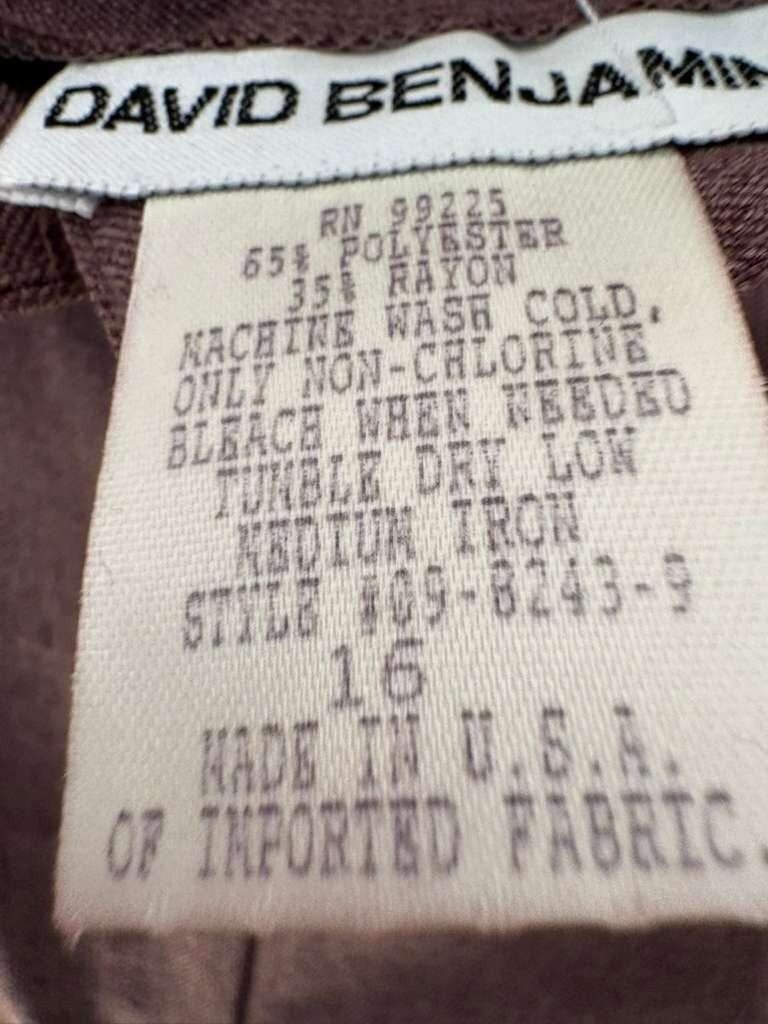 DAVID BENJAMIN
RN 99225
65% POLYESTER
35% RAYON
MACHINE WASH COLD,
ONLY NON-CHLORINE
BLEACH WHEN NEEDED
TUMBLE DRY LOW
MEDIUM IRON
STYLE #09-8243-9
16
MADE IN U.S.A.
OF IMPORTED FABRIC.